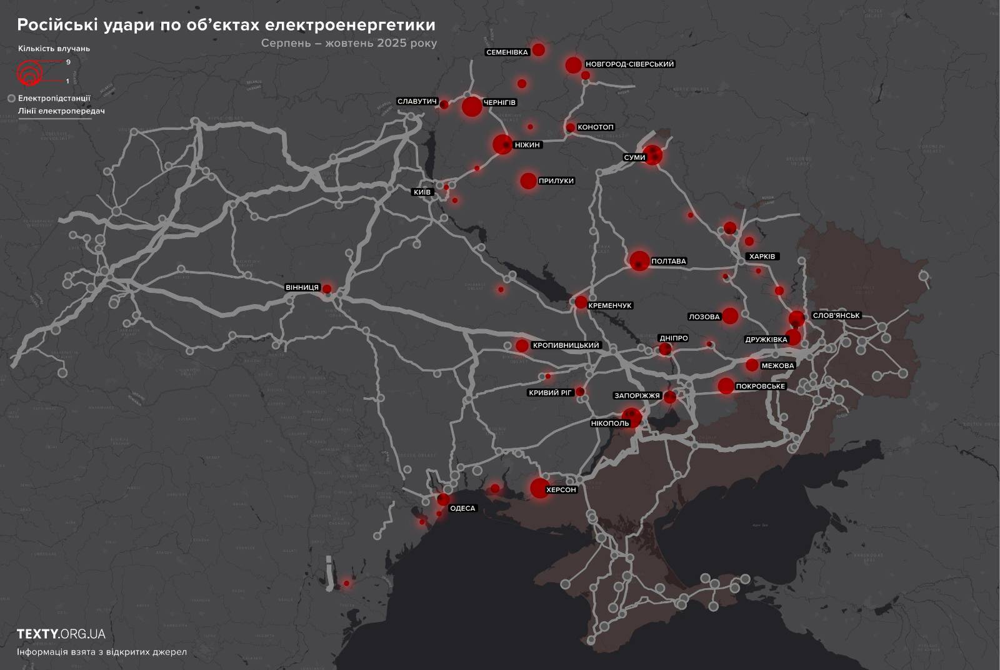 Російські удари по об’єктах електроенергетики
Серпень – жовтень 2025 року
Кількість влучань
9
1
Електропідстанції
Лінії електропередач
СЕМЕНІВКА
НОВГОРОД-СІВЕРСЬКИЙ
СЛАВУТИЧ
ЧЕРНІГІВ
КОНОТОП
НІЖИН
СУМИ
ПРИЛУКИ
КИЇВ
ХАРКІВ
ПОЛТАВА
ВІННИЦЯ
КРЕМЕНЧУК
ЛОЗОВА
СЛОВ’ЯНСЬК
ДРУЖКІВКА
ДНІПРО
КРОПИВНИЦЬКИЙ
МЕЖОВА
ПОКРОВСЬКЕ
КРИВИЙ РІГ
ЗАПОРІЖЖЯ
НІКОПОЛЬ
ХЕРСОН
ОДЕСА
TEXTY.ORG.UA
Інформація взята з відкритих джерел